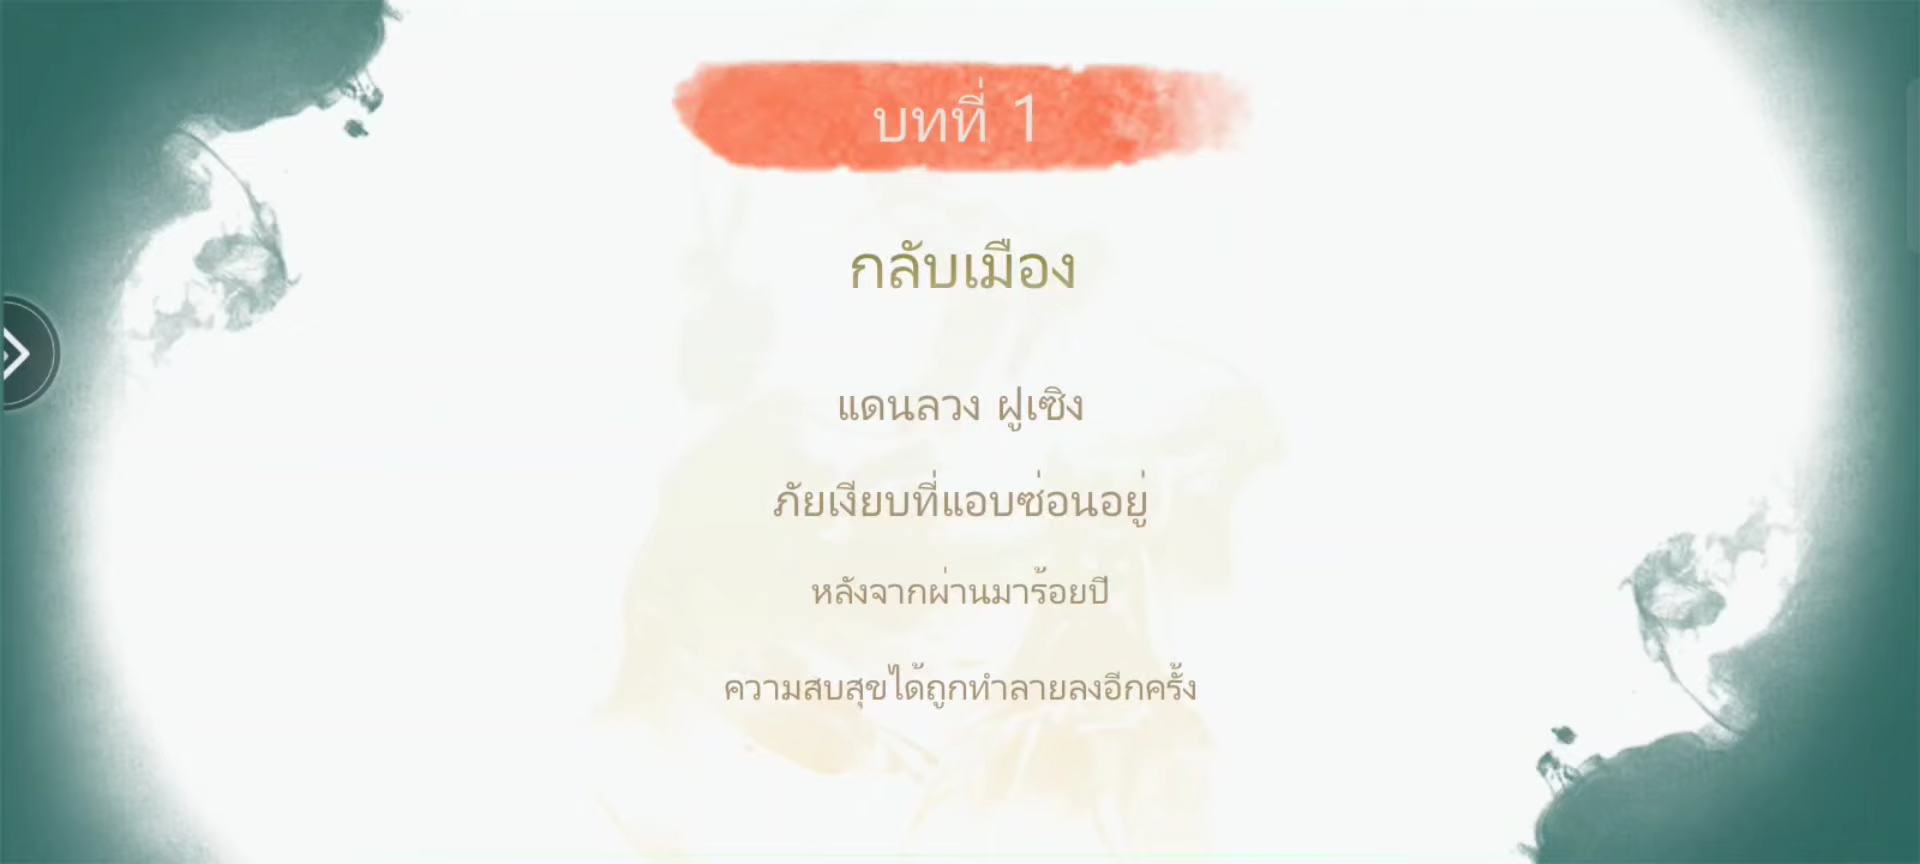 บทที่ 1
กลับเมือง
แดนลวง ฝูเซิง
ภัยเงียบที่แอบซ่อนอยู่
หลังจากผ่านมาร้อยปี
ความสบสุขได้ถูกทำลายลงอีกครั้ง